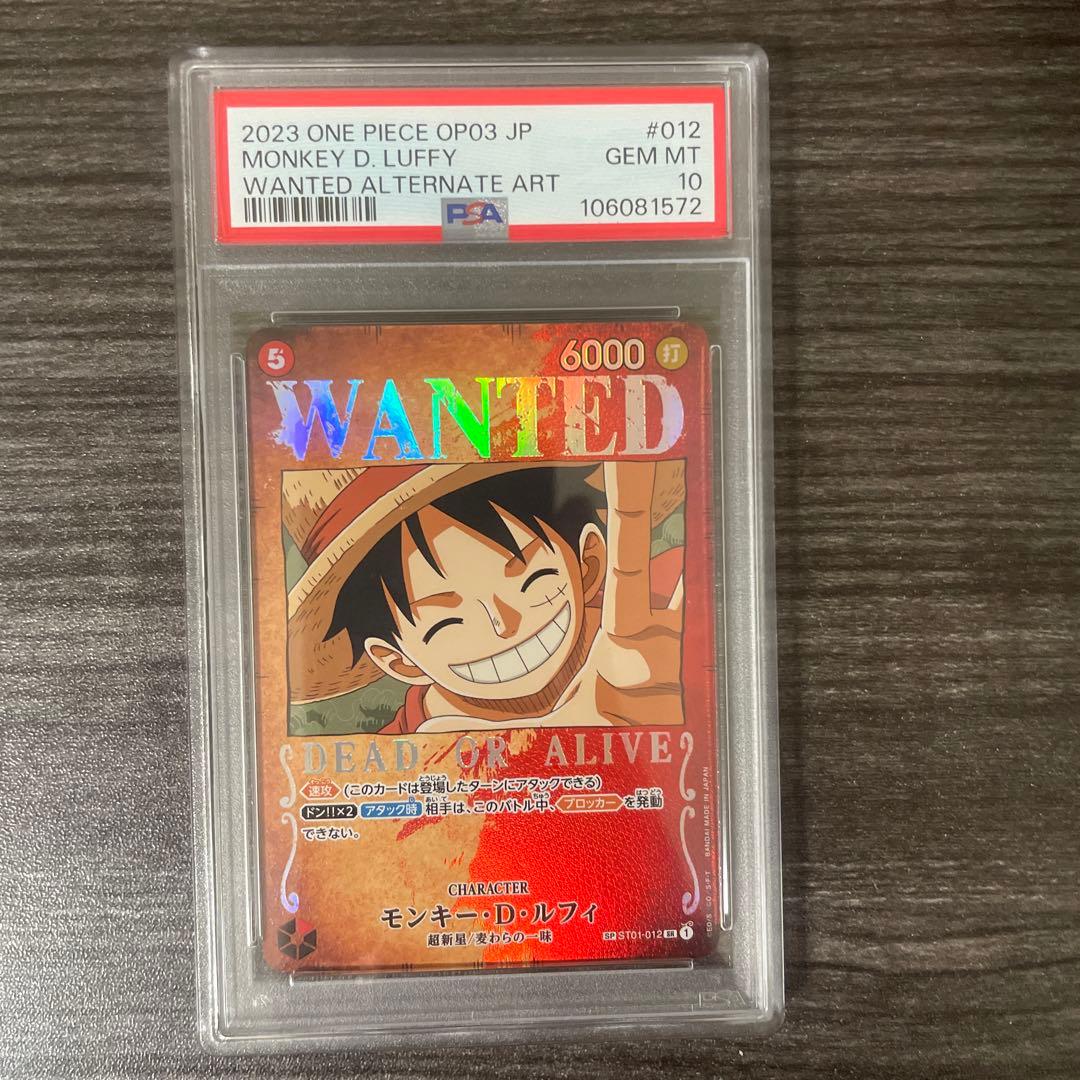 2023 ONE PIECE OP03 JP #012
MONKEY D. LUFFY GEM MT
WANTED ALTERNATE ART 10
PSA 106081572
5 6000 打
WANTED
DEAD OR ALIVE
速攻 (このカードは登場したターンにアタックできる)
ドン!!×2 アタック時 相手は、このバトル中、ブロッカー を発動
できない。
CHARACTER
モンキー・D・ルフィ
超新星/麦わらの一味
SP ST01-012 SR 1
BANDAI MADE IN JAPAN
PSA